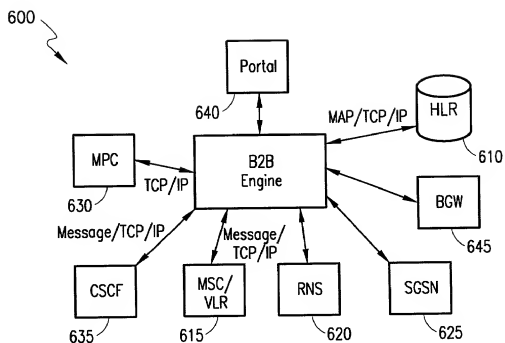 600
Portal
640
MAP/TCP/IP
HLR
610
MPC
630
TCP/IP
B2B
Engine
BGW
645
Message/TCP/IP
Message/
TCP/IP
CSCF
635
MSC/
VLR
615
RNS
620
SGSN
625